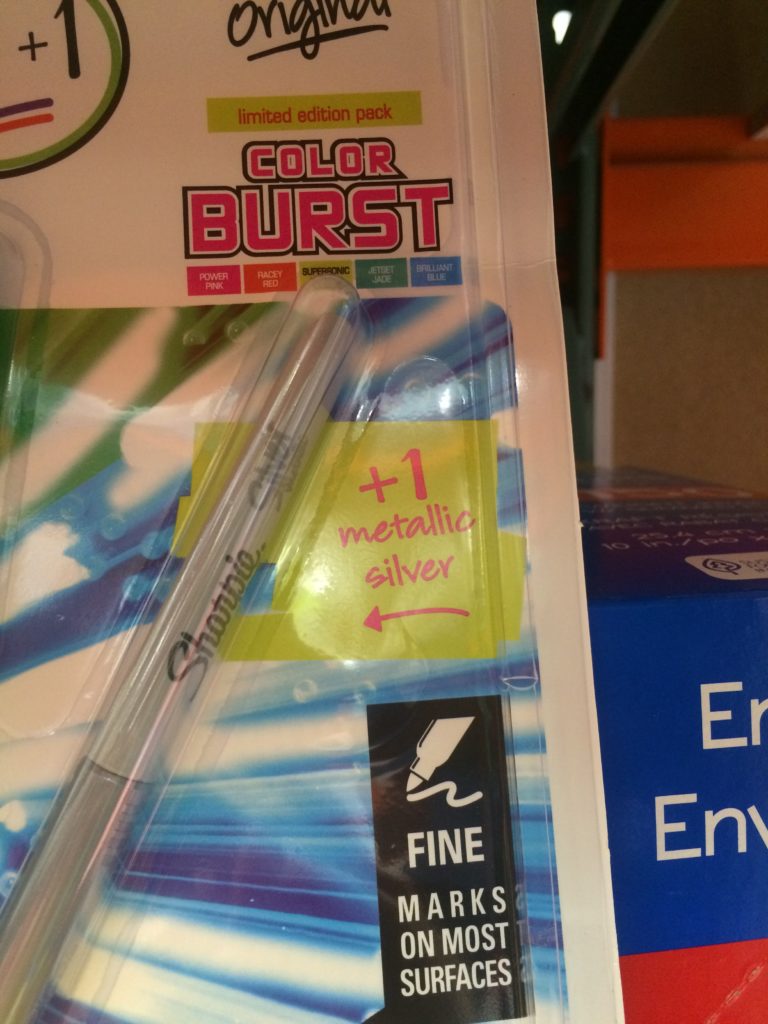 +1
original
limited edition pack
COLOR
BURST
POWER PINK
RACEY RED
SUPERSONIC
JETSET JADE
BRILLIANT BLUE
+1
metallic
silver
Sharpie
FINE
MARKS
ON MOST
SURFACES
En
Env